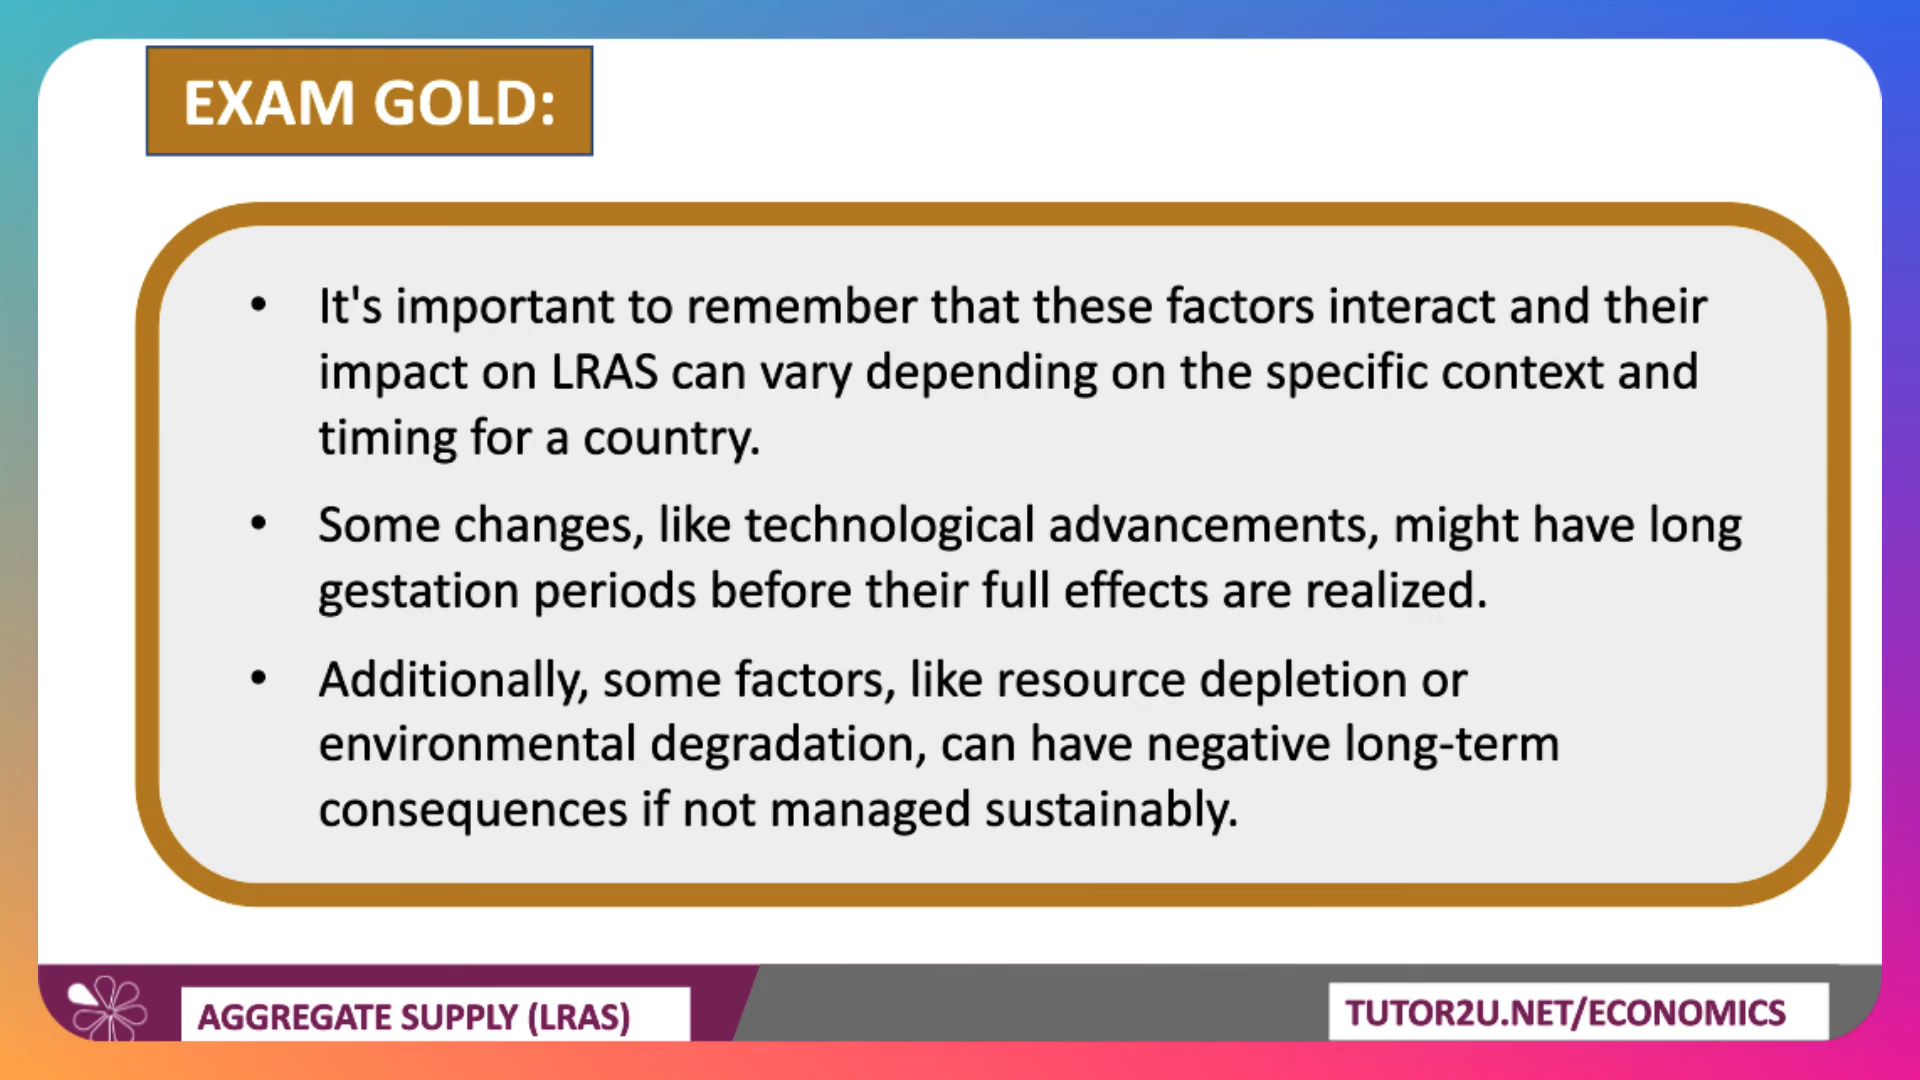 EXAM GOLD:
• It's important to remember that these factors interact and their
impact on LRAS can vary depending on the specific context and
timing for a country.
• Some changes, like technological advancements, might have long
gestation periods before their full effects are realized.
• Additionally, some factors, like resource depletion or
environmental degradation, can have negative long-term
consequences if not managed sustainably.
AGGREGATE SUPPLY (LRAS)
TUTOR2U.NET/ECONOMICS